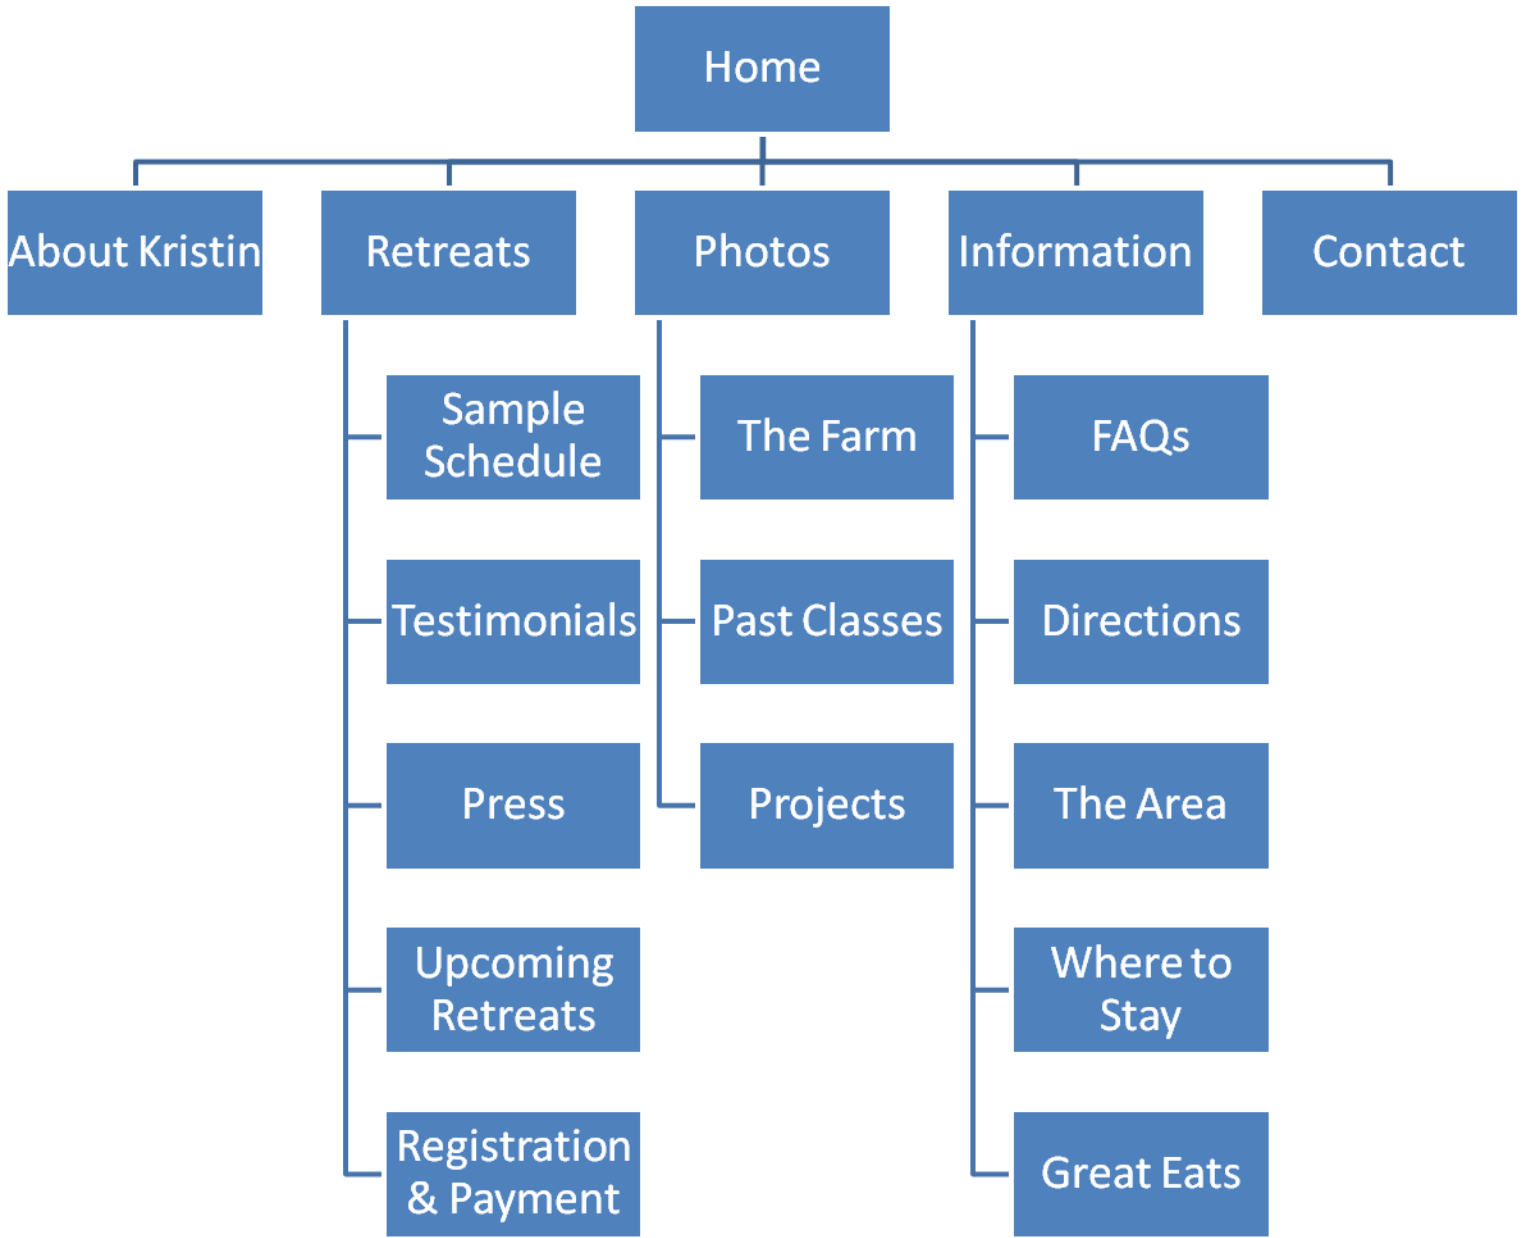 Home
About Kristin
Retreats
Photos
Information
Contact
Sample
Schedule
Testimonials
Press
Upcoming
Retreats
Registration
& Payment
The Farm
Past Classes
Projects
FAQs
Directions
The Area
Where to
Stay
Great Eats